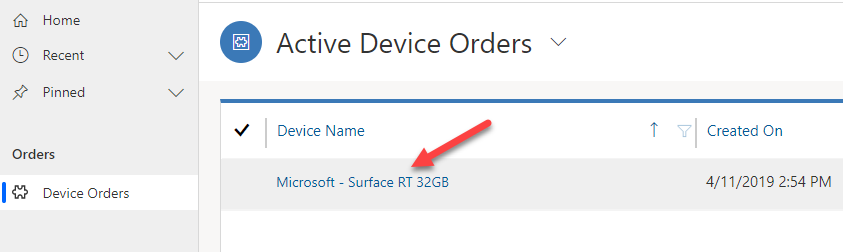 Home
Recent
Pinned
Orders
Device Orders
Active Device Orders
Device Name
Created On
Microsoft - Surface RT 32GB
4/11/2019 2:54 PM